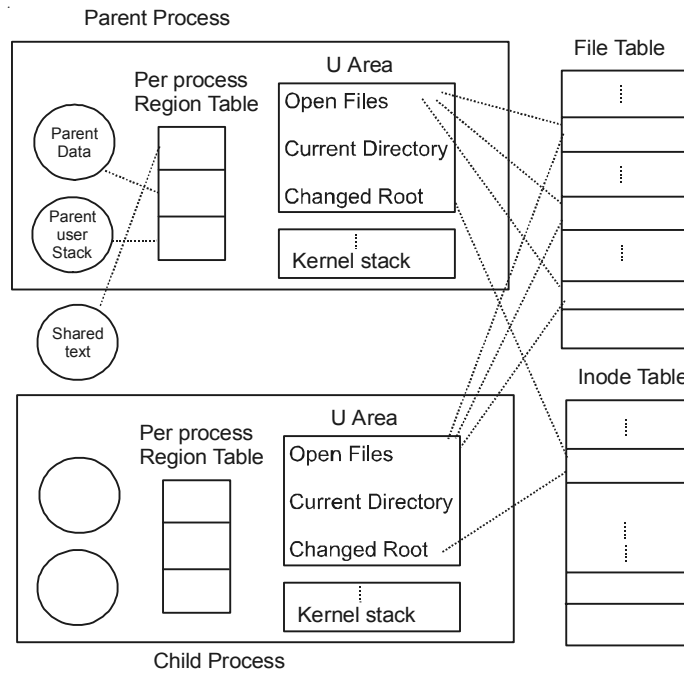 Parent Process
File Table
U Area
Per process
Region Table
Open Files
Current Directory
Changed Root
Parent
Data
Parent
user
Stack
Kernel stack
Shared
text
Inode Table
U Area
Per process
Region Table
Open Files
Current Directory
Changed Root
Kernel stack
Child Process